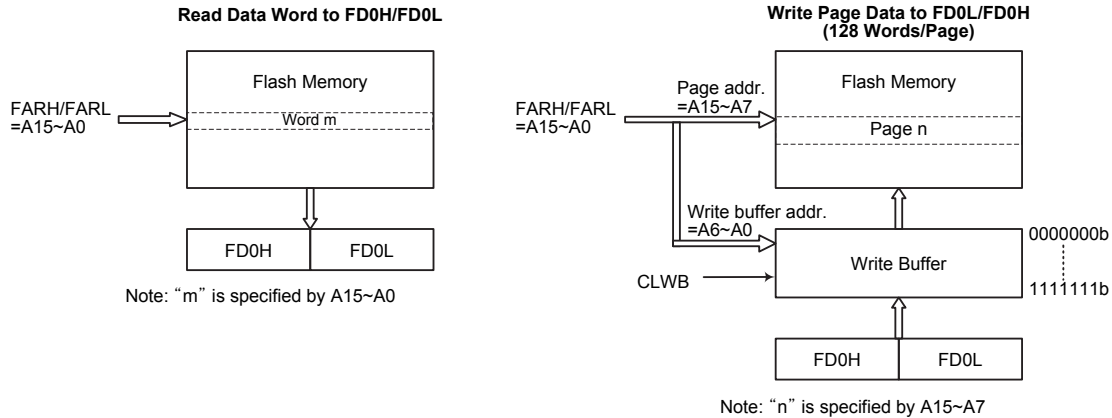 Read Data Word to FD0H/FD0L
Flash Memory
FARH/FARL
=A15~A0
Word m
FD0H
FD0L
Note: “m” is specified by A15~A0
Write Page Data to FD0L/FD0H
(128 Words/Page)
Flash Memory
Page addr.
=A15~A7
FARH/FARL
=A15~A0
Page n
Write buffer addr.
=A6~A0
0000000b
Write Buffer
CLWB
1111111b
FD0H
FD0L
Note: “n” is specified by A15~A7